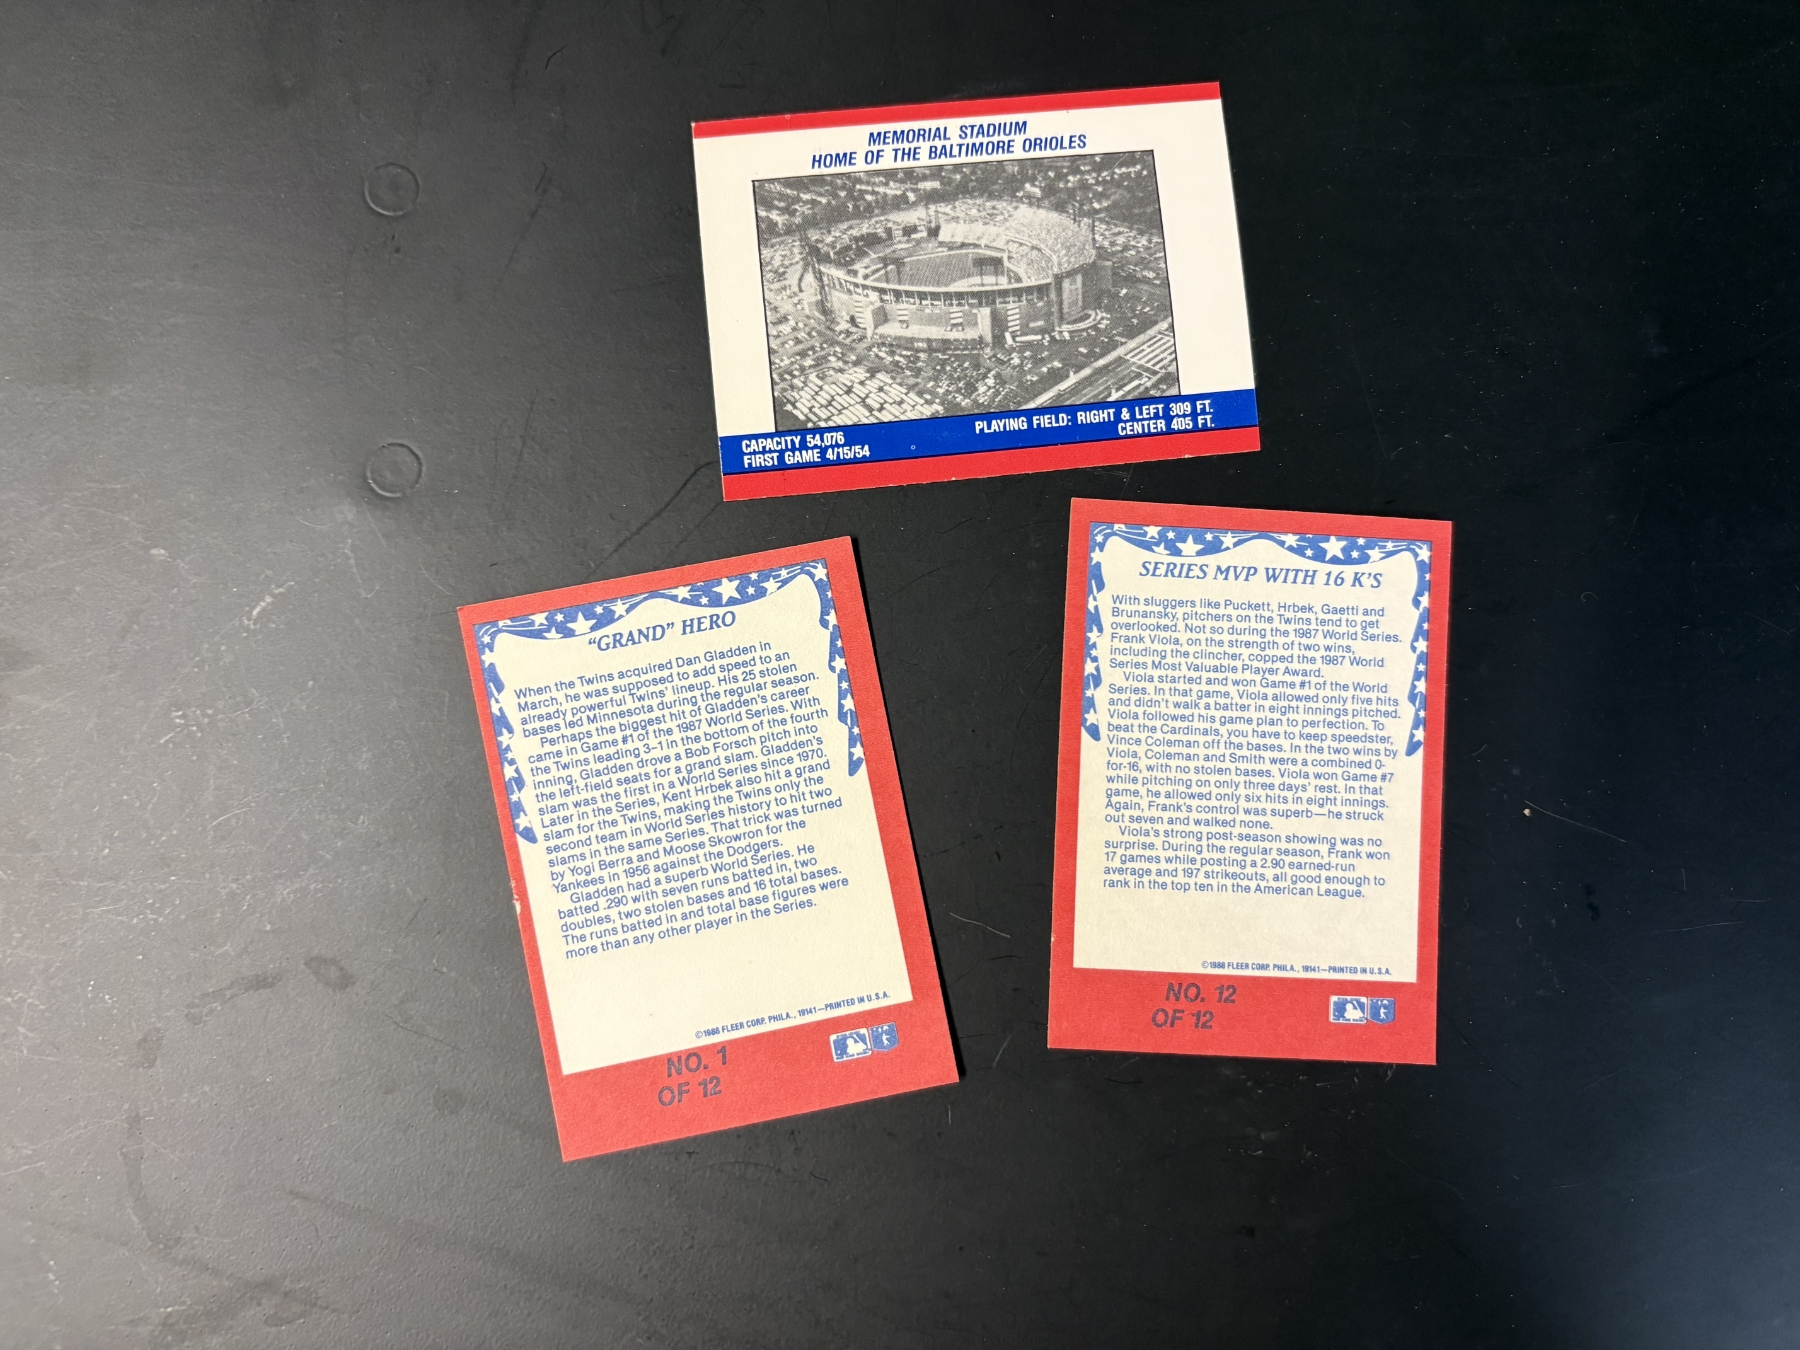 MEMORIAL STADIUM
HOME OF THE BALTIMORE ORIOLES
CAPACITY 54,076
FIRST GAME 4/15/54
PLAYING FIELD: RIGHT & LEFT 309 FT.
CENTER 405 FT.
“GRAND” HERO
When the Twins acquired Dan Gladden in
March, he was supposed to add speed to an
already powerful Twins’ lineup. His 25 stolen
bases led Minnesota during the regular season.
Perhaps the biggest hit of Gladden’s career
came in Game #1 of the 1987 World Series. With
the Twins leading 3–1 in the bottom of the fourth
inning, Gladden drove a Bob Forsch pitch into
the left-field seats for a grand slam. Gladden’s
slam was the first in a World Series since 1970.
Later in the Series, Kent Hrbek also hit a grand
slam for the Twins, making the Twins only the
second team in World Series history to hit two
slams in the same Series. That trick was turned
by Yogi Berra and Moose Skowron for the
Yankees in 1956 against the Dodgers.
Gladden had a superb World Series. He
batted .290 with seven runs batted in, two
doubles, two stolen bases and 16 total bases.
The runs batted in and total base figures were
more than any other player in the Series.
©1988 FLEER CORP. PHILA., 19141—PRINTED IN U.S.A.
NO. 1
OF 12
SERIES MVP WITH 16 K’S
With sluggers like Puckett, Hrbek, Gaetti and
Brunansky, pitchers on the Twins tend to get
overlooked. Not so during the 1987 World Series.
Frank Viola, on the strength of two wins,
including the clincher, copped the 1987 World
Series Most Valuable Player Award.
Viola started and won Game #1 of the World
Series. In that game, Viola allowed only five hits
and didn’t walk a batter in eight innings pitched.
Viola followed his game plan to perfection. To
beat the Cardinals, you have to keep speedster,
Vince Coleman off the bases. In the two wins by
Viola, Coleman and Smith were a combined 0-
for-16, with no stolen bases. Viola won Game #7
while pitching on only three days’ rest. In that
game, he allowed only six hits in eight innings.
Again, Frank’s control was superb—he struck
out seven and walked none.
Viola’s strong post-season showing was no
surprise. During the regular season, Frank won
17 games while posting a 2.90 earned-run
average and 197 strikeouts, all good enough to
rank in the top ten in the American League.
©1988 FLEER CORP. PHILA., 19141—PRINTED IN U.S.A.
NO. 12
OF 12